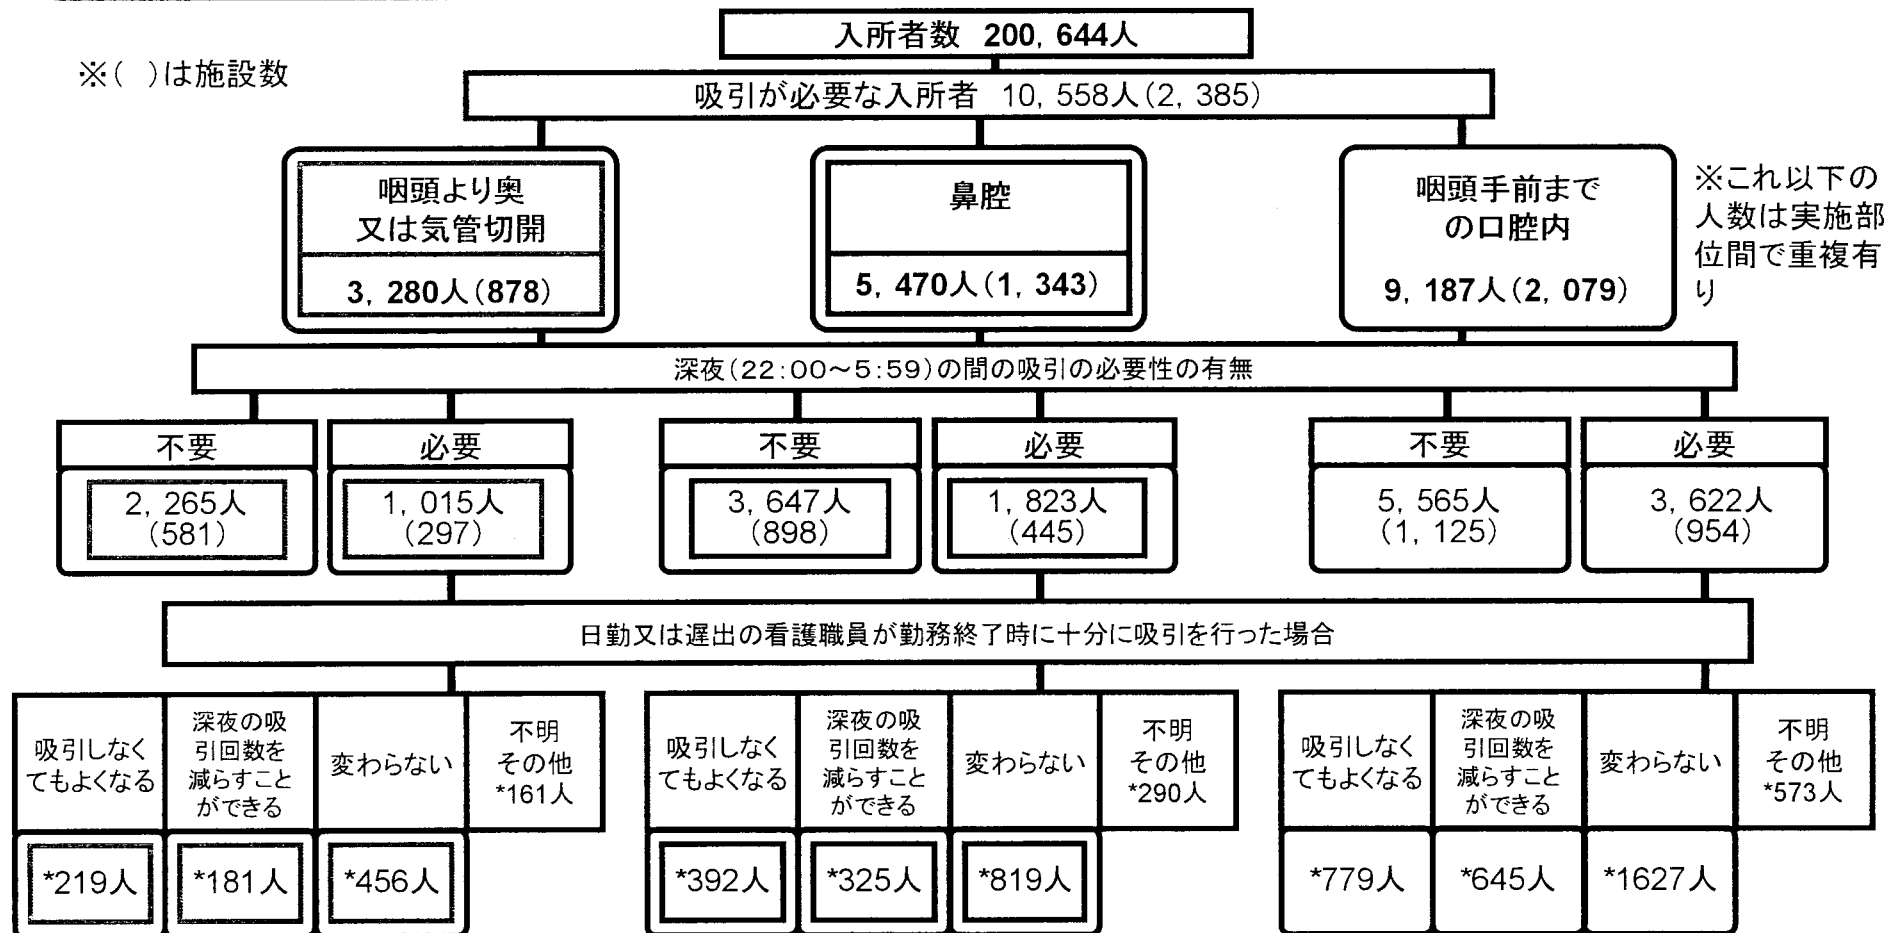 入所者数 200, 644人
※( )は施設数
吸引が必要な入所者 10, 558人(2, 385)
咽頭より奥
又は気管切開
3, 280人(878)
鼻腔
5, 470人(1, 343)
咽頭手前まで
の口腔内
9, 187人(2, 079)
※これ以下の
人数は実施部
位間で重複有
り
深夜(22:00～5:59)の間の吸引の必要性の有無
不要
2, 265人
(581)
必要
1, 015人
(297)
不要
3, 647人
(898)
必要
1, 823人
(445)
不要
5, 565人
(1, 125)
必要
3, 622人
(954)
日勤又は遅出の看護職員が勤務終了時に十分に吸引を行った場合
吸引しなく
てもよくなる
*219人
深夜の吸
引回数を
減らすこと
ができる
*181人
変わらない
*456人
不明
その他
*161人
吸引しなく
てもよくなる
*392人
深夜の吸
引回数を
減らすこと
ができる
*325人
変わらない
*819人
不明
その他
*290人
吸引しなく
てもよくなる
*779人
深夜の吸
引回数を
減らすこと
ができる
*645人
変わらない
*1627人
不明
その他
*573人